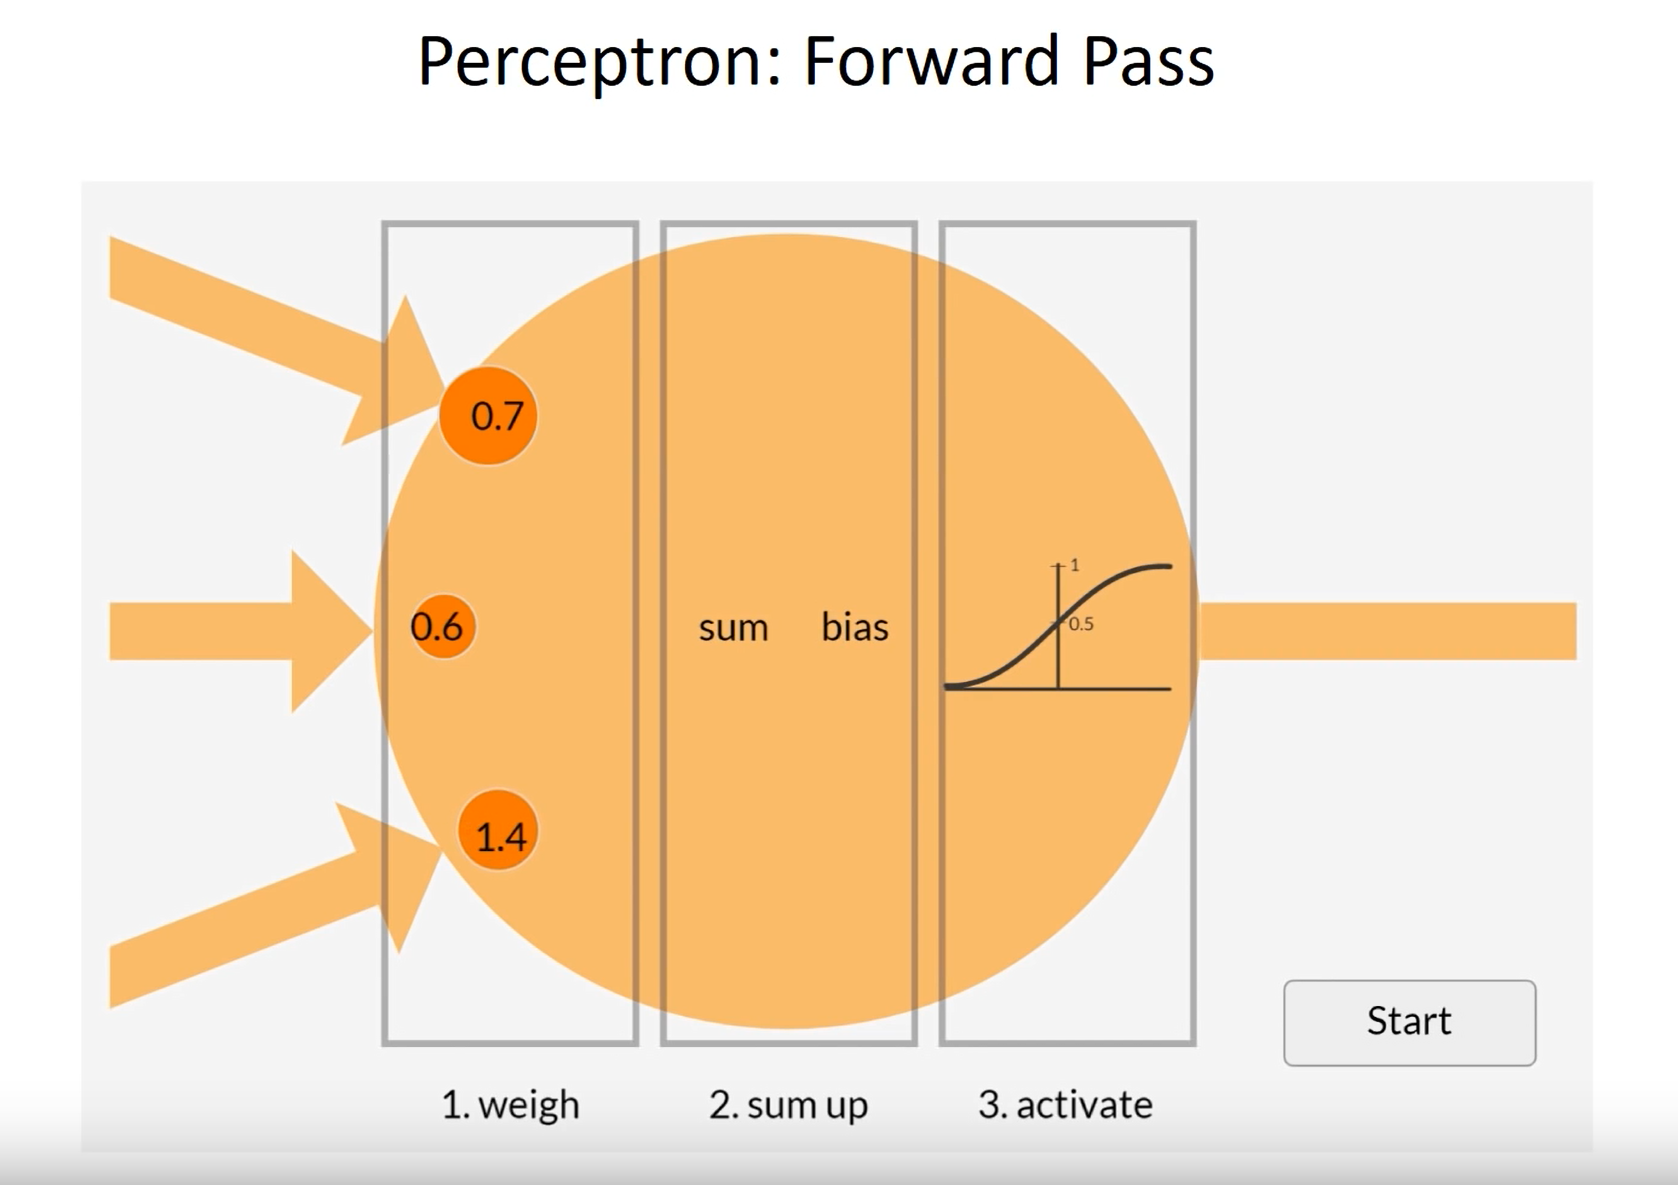 Perceptron: Forward Pass
0.7
0.6
sum bias
1
0.5
1.4
Start
1. weigh
2. sum up
3. activate